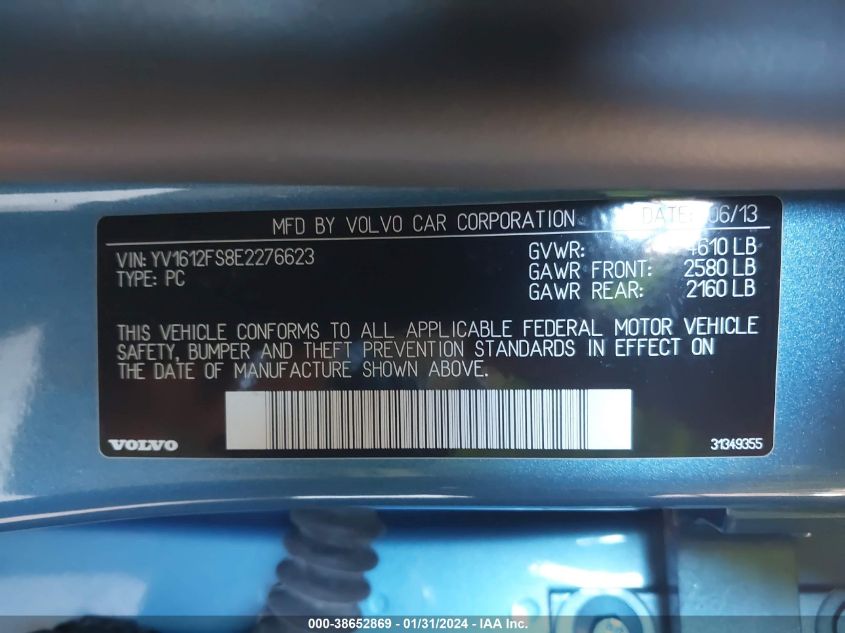 MFD BY VOLVO CAR CORPORATION DATE: 06/13
VIN: YV1612FS8E2276623 GVWR: 4610 LB
TYPE: PC GAWR FRONT: 2580 LB
GAWR REAR: 2160 LB
THIS VEHICLE CONFORMS TO ALL APPLICABLE FEDERAL MOTOR VEHICLE
SAFETY, BUMPER AND THEFT PREVENTION STANDARDS IN EFFECT ON
THE DATE OF MANUFACTURE SHOWN ABOVE.
VOLVO 31349355
000-38652869 - 01/31/2024 - IAA Inc.